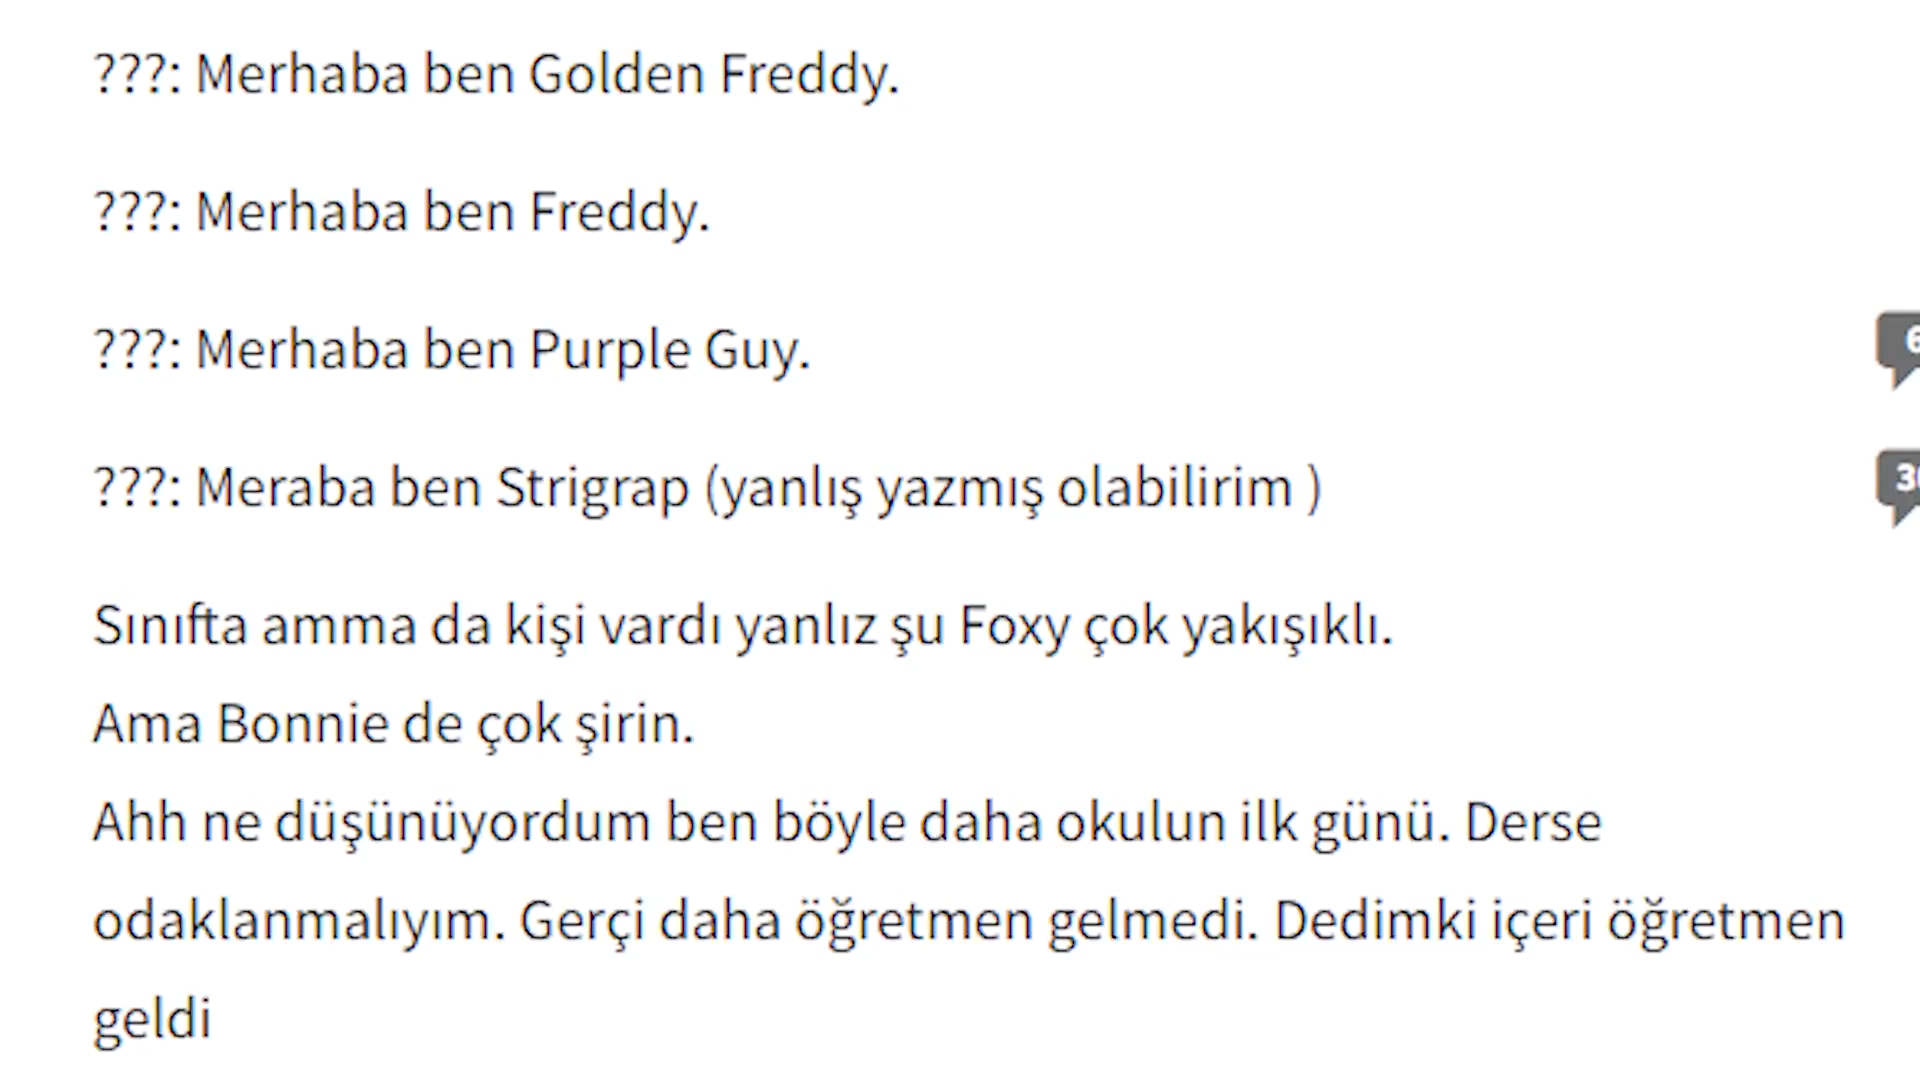 ???: Merhaba ben Golden Freddy.
???: Merhaba ben Freddy.
???: Merhaba ben Purple Guy.
6
???: Meraba ben Strigrap (yanlış yazmış olabilirim )
Sınıfta amma da kişi vardı yanlız şu Foxy çok yakışıklı.
Ama Bonnie de çok şirin.
Ahh ne düşünüyordum ben böyle daha okulun ilk günü. Derse
odaklanmalıyım. Gerçi daha öğretmen gelmedi. Dedimki içeri öğretmen
geldi